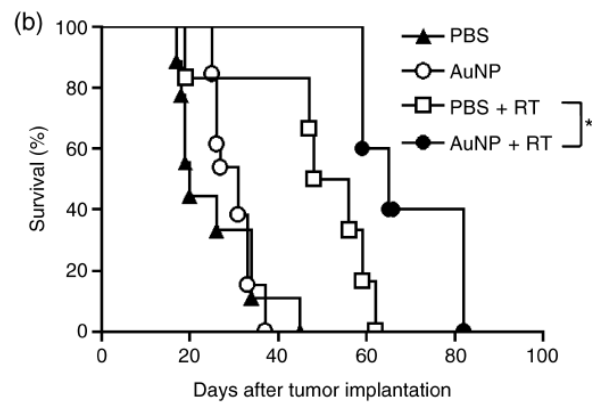 (b)
100
80
60
40
20
0
Survival (%)
0 20 40 60 80 100
Days after tumor implantation
PBS
AuNP
PBS + RT
AuNP + RT
*